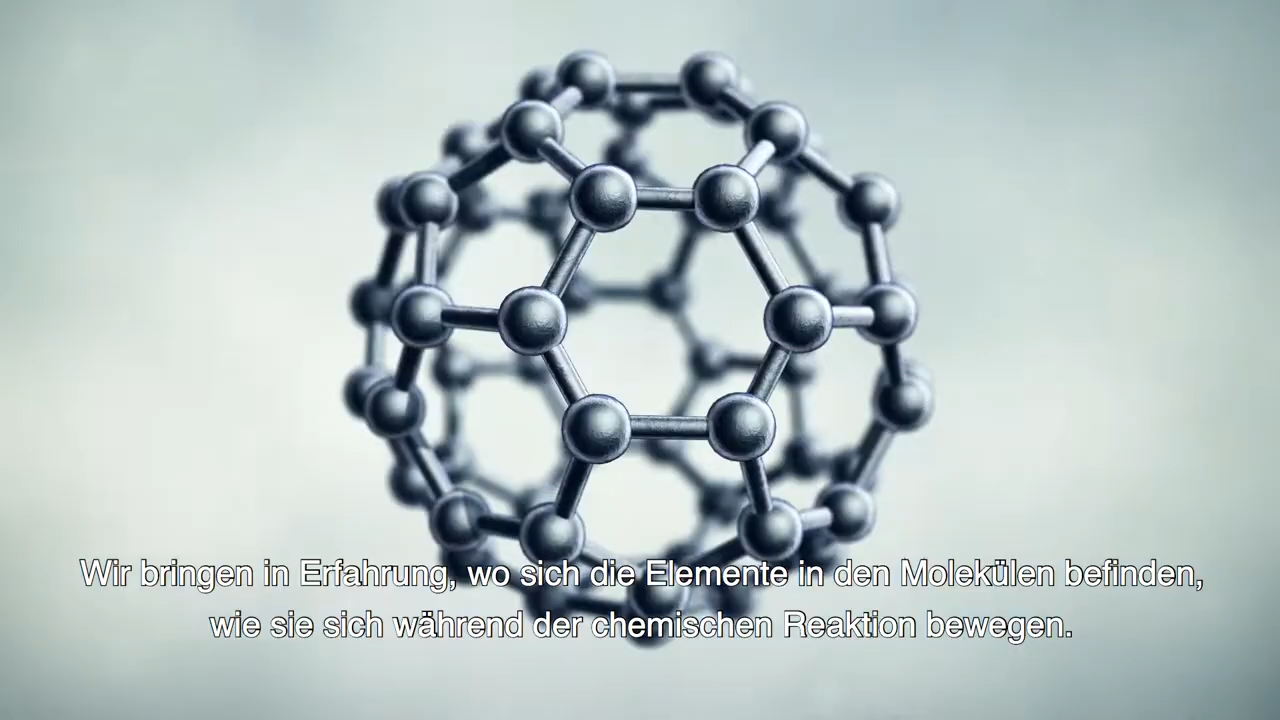 Wir bringen in Erfahrung, wo sich die Elemente in den Molekülen befinden,
wie sie sich während der chemischen Reaktion bewegen.